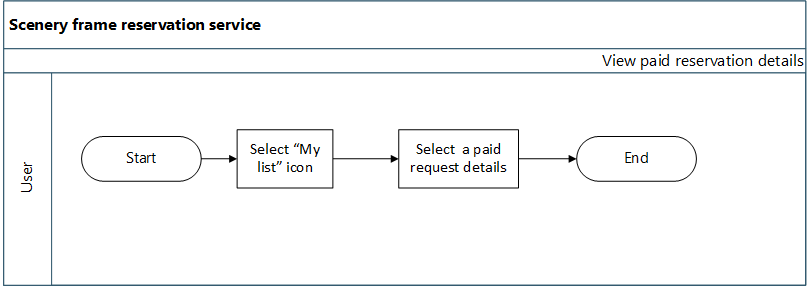 Scenery frame reservation service
View paid reservation details
User
Start
Select “My
list” icon
Select  a paid
request details
End